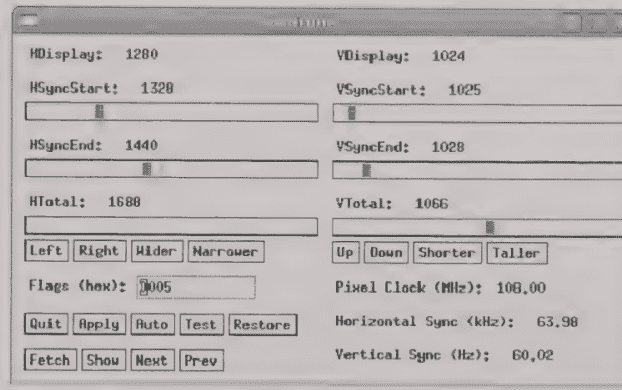 HDisplay: 1280 VDisplay: 1024
HSyncStart: 1328 VSyncStart: 1025
HSyncEnd: 1440 VSyncEnd: 1028
HTotal: 1688 VTotal: 1066
Left Right Wider Narrower Up Down Shorter Taller
Flags (hex): 0005 Pixel Clock (MHz): 108.00
Quit Apply Auto Test Restore Horizontal Sync (kHz): 63.98
Fetch Show Next Prev Vertical Sync (Hz): 60.02